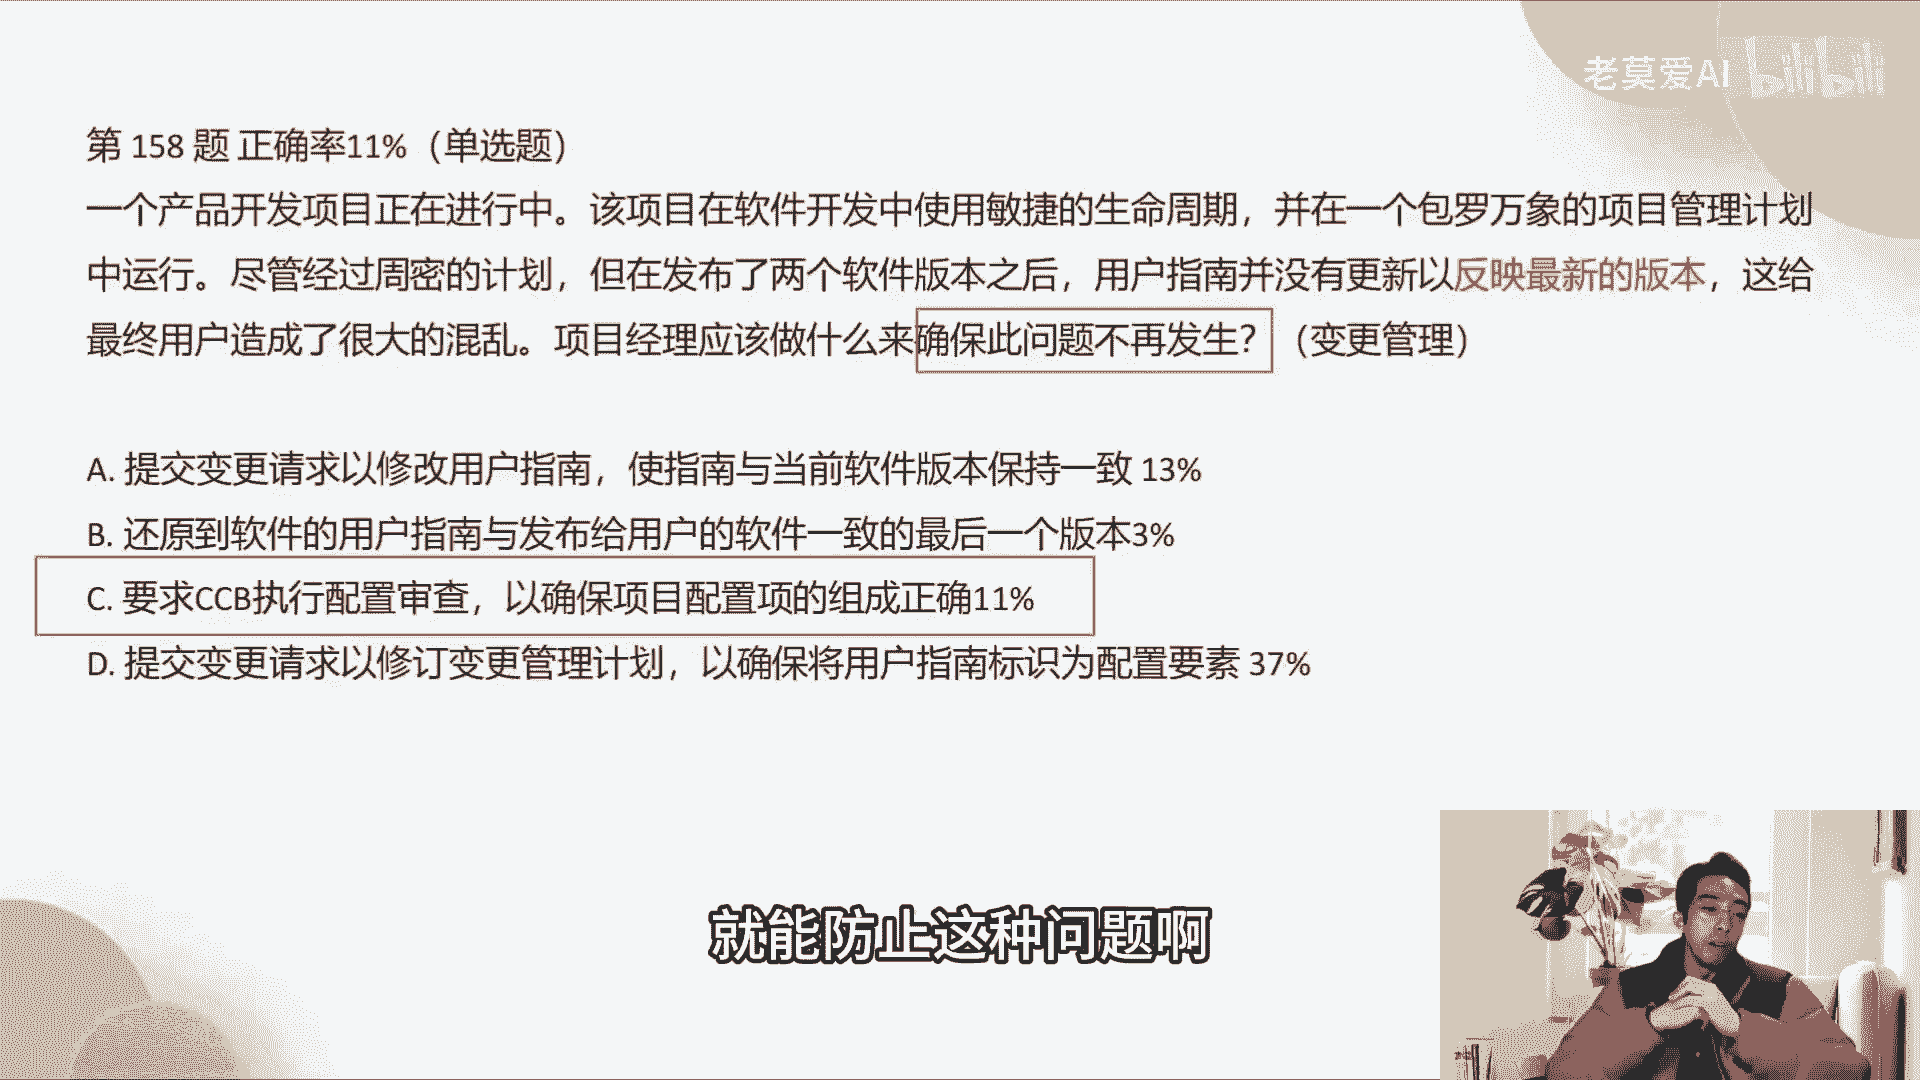 老莫爱AI bilibili
第 158 题 正确率11%（单选题）
一个产品开发项目正在进行中。该项目在软件开发中使用敏捷的生命周期，并在一个包罗万象的项目管理计划
中运行。尽管经过周密的计划，但在发布了两个软件版本之后，用户指南并没有更新以反映最新的版本，这给
最终用户造成了很大的混乱。项目经理应该做什么来确保此问题不再发生？（变更管理）
A. 提交变更请求以修改用户指南，使指南与当前软件版本保持一致 13%
B. 还原到软件的用户指南与发布给用户的软件一致的最后一个版本3%
C. 要求CCB执行配置审查，以确保项目配置项的组成正确11%
D. 提交变更请求以修订变更管理计划，以确保将用户指南标识为配置要素 37%
就能防止这种问题啊